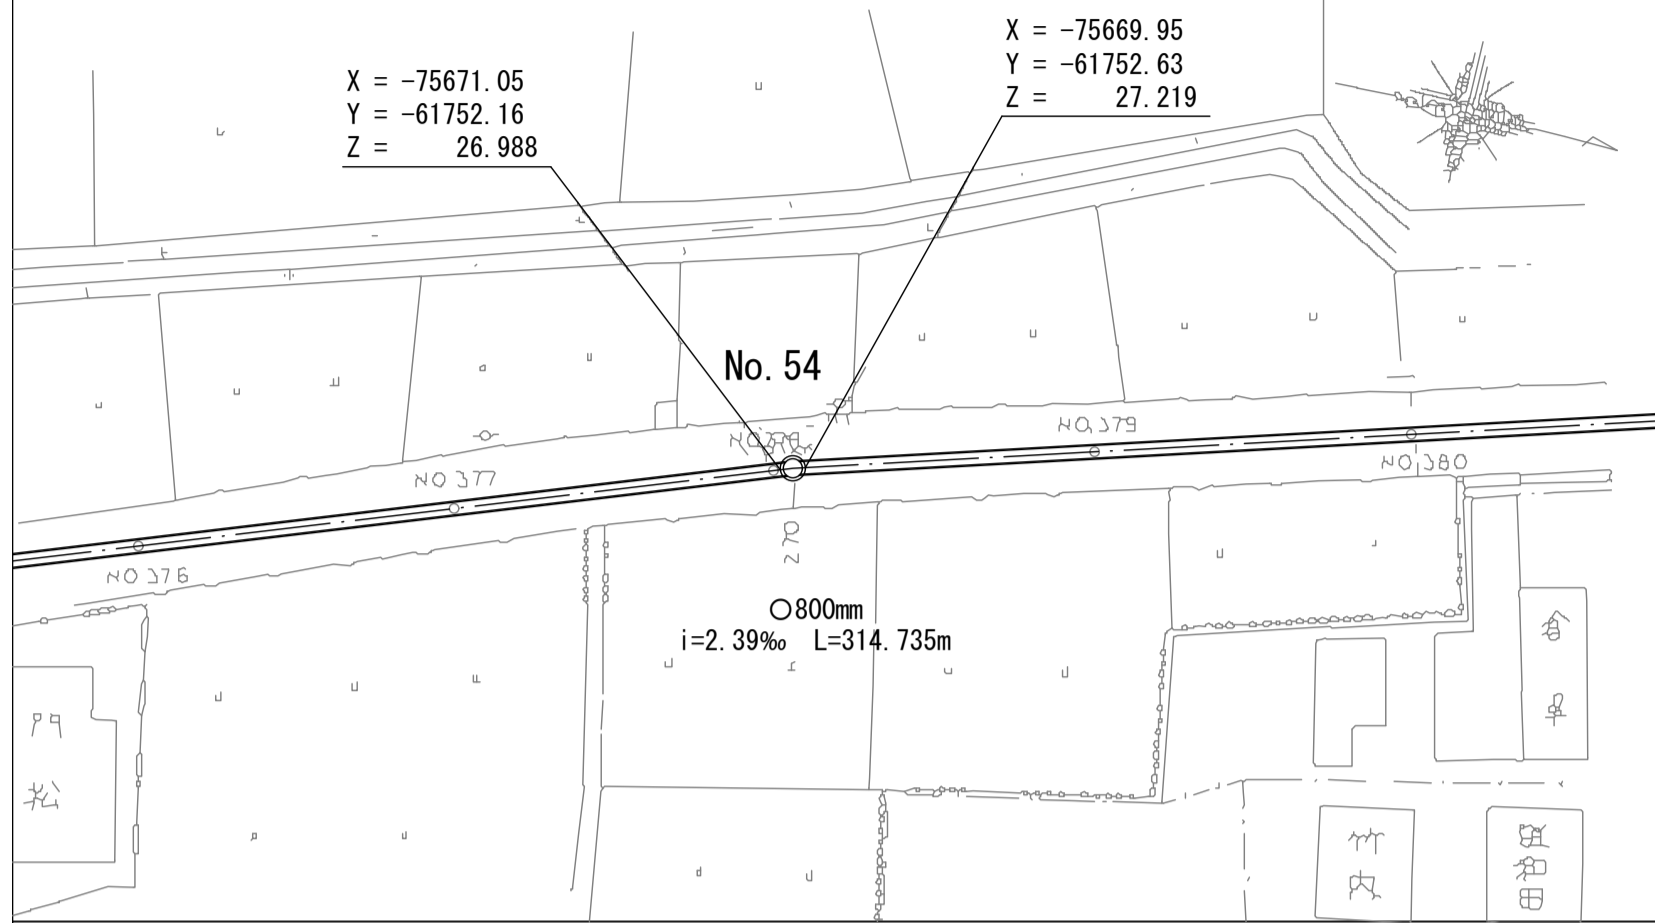 X = -75669.95
Y = -61752.63
Z = 27.219
X = -75671.05
Y = -61752.16
Z = 26.988
No. 54
NO.379
NO.380
NO 377
NO 376
270
○800mm
i=2.39‰ L=314.735m